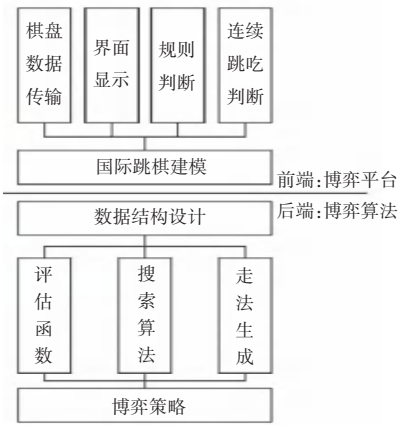 棋盘
数据
传输
界面
显示
规则
判断
连续
跳吃
判断
国际跳棋建模
前端:博弈平台
数据结构设计
后端:博弈算法
评
估
函
数
搜
索
算
法
走
法
生
成
博弈策略